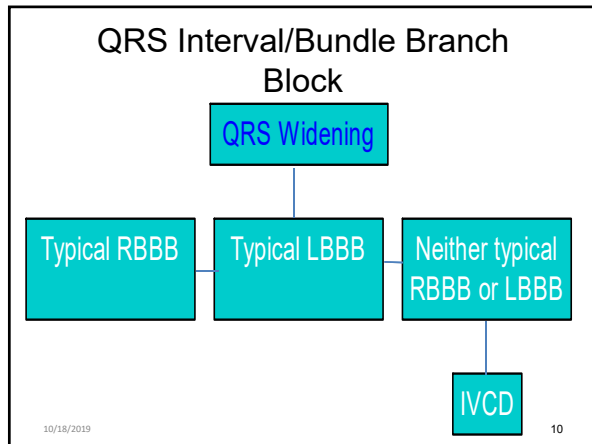 QRS Interval/Bundle Branch
Block
QRS Widening
Typical RBBB
Typical LBBB
Neither typical
RBBB or LBBB
IVCD
10/18/2019
10